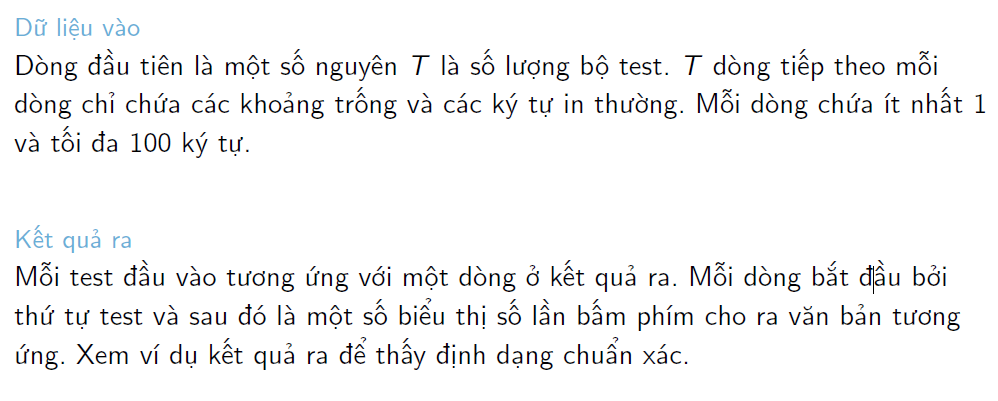 Dữ liệu vào
Dòng đầu tiên là một số nguyên T là số lượng bộ test. T dòng tiếp theo mỗi
dòng chỉ chứa các khoảng trống và các ký tự in thường. Mỗi dòng chứa ít nhất 1
và tối đa 100 ký tự.
Kết quả ra
Mỗi test đầu vào tương ứng với một dòng ở kết quả ra. Mỗi dòng bắt đầu bởi
thứ tự test và sau đó là một số biểu thị số lần bấm phím cho ra văn bản tương
ứng. Xem ví dụ kết quả ra để thấy định dạng chuẩn xác.